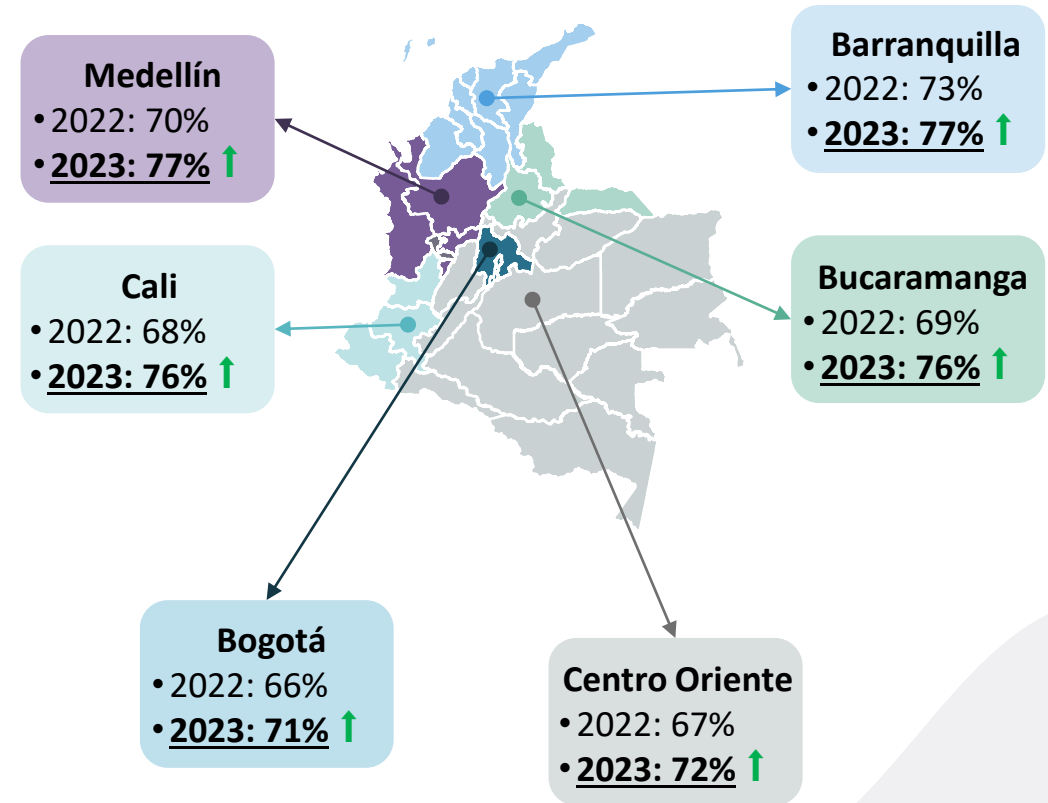 Medellín
• 2022: 70%
• 2023: 77%
Barranquilla
• 2022: 73%
• 2023: 77%
Cali
• 2022: 68%
• 2023: 76%
Bucaramanga
• 2022: 69%
• 2023: 76%
Bogotá
• 2022: 66%
• 2023: 71%
Centro Oriente
• 2022: 67%
• 2023: 72%